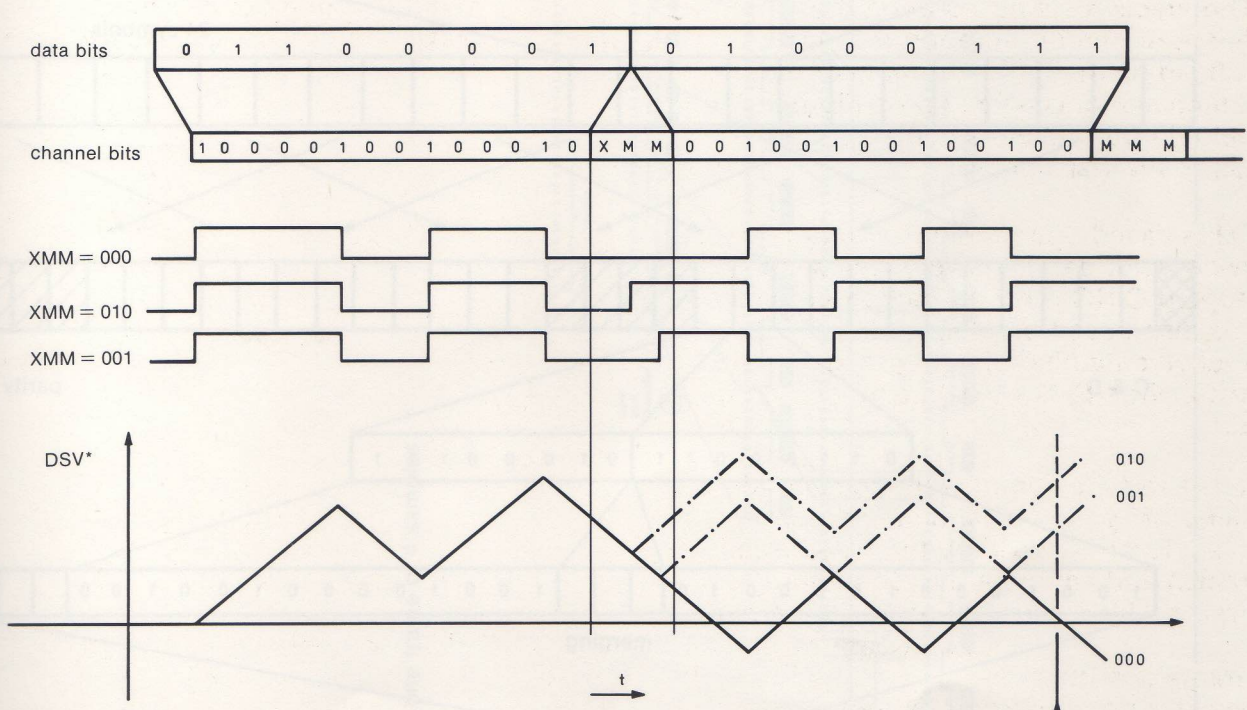 data bits 0 1 1 0 0 0 0 1 0 1 0 0 0 1 1 1
channel bits 1 0 0 0 0 1 0 0 1 0 0 0 1 0 X M M 0 0 1 0 0 1 0 0 1 0 0 1 0 0 M M M
XMM = 000
XMM = 010
XMM = 001
DSV*
010
001
000
t